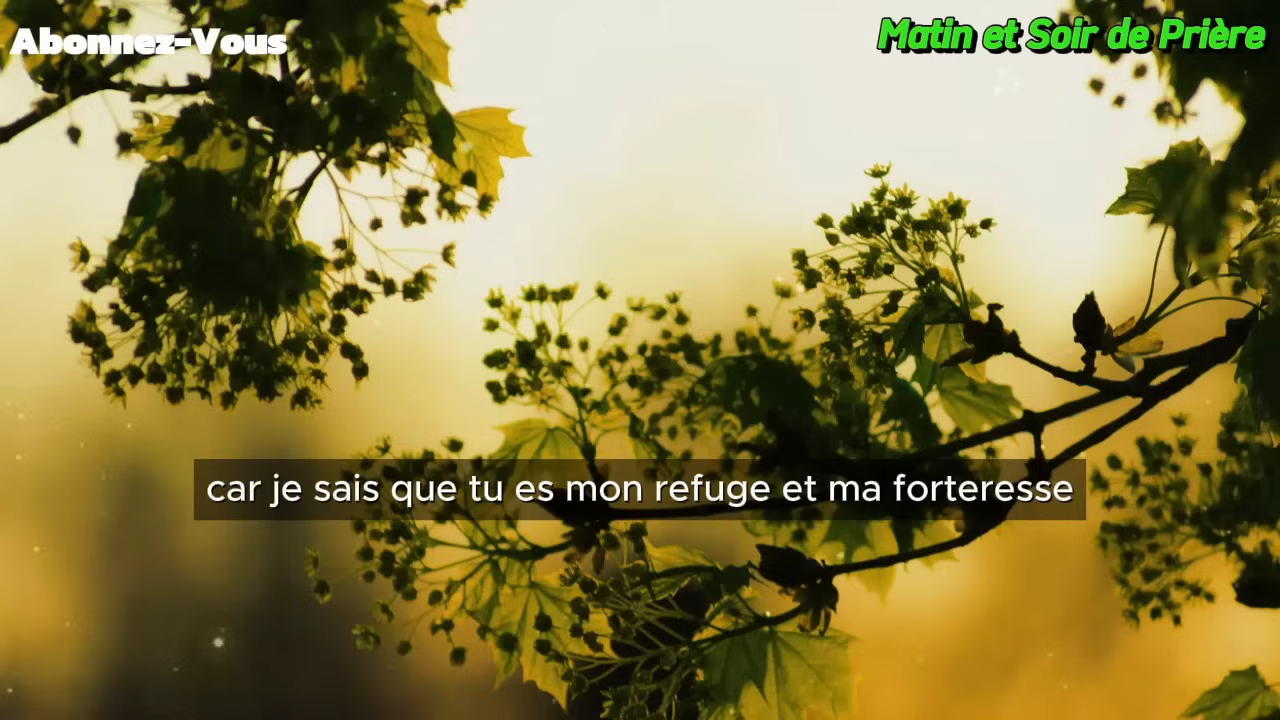 Abonnez-Vous
Matin et Soir de Prière
car je sais que tu es mon refuge et ma forteresse